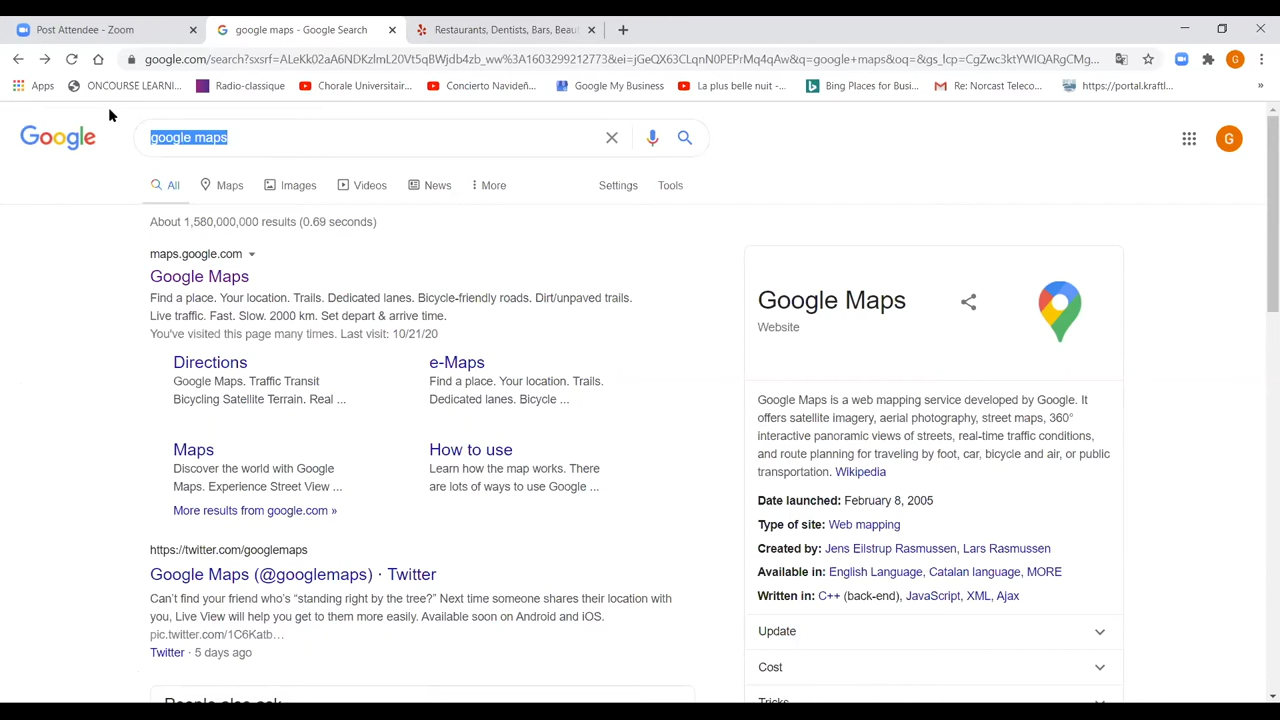 Post Attendee - Zoom
google maps - Google Search
Restaurants, Dentists, Bars, Beau
google.com/search?sxsrf=ALeKk02aA6NDKzlmL20Vt5qBWjdb4zbyww%3A1603299212773&ei=jGeQX63CLqnN0PEPrMq4qAw&q=google+maps&oq=&gs_lcp=CgZwc3ktYWIQARgCMg...
Apps
ONCOURSE LEARNI...
Radio-classique
Chorale Universitair...
Concierto Navideñ...
Google My Business
La plus belle nuit -...
Bing Places for Busi...
Re: Norcast Teleco...
https://portal.kraftl...
»
Google
google maps
G
All
Maps
Images
Videos
News
More
Settings
Tools
About 1,580,000,000 results (0.69 seconds)
maps.google.com
Google Maps
Find a place. Your location. Trails. Dedicated lanes. Bicycle-friendly roads. Dirt/unpaved trails.
Live traffic. Fast. Slow. 2000 km. Set depart & arrive time.
You've visited this page many times. Last visit: 10/21/20
Directions
Google Maps. Traffic Transit
Bicycling Satellite Terrain. Real ...
e-Maps
Find a place. Your location. Trails.
Dedicated lanes. Bicycle ...
Maps
Discover the world with Google
Maps. Experience Street View ...
How to use
Learn how the map works. There
are lots of ways to use Google ...
More results from google.com »
https://twitter.com/googlemaps
Google Maps (@googlemaps) · Twitter
Can't find your friend who's “standing right by the tree?” Next time someone shares their location with
you, Live View will help you get to them more easily. Available soon on Android and iOS.
pic.twitter.com/1C6Katb...
Twitter · 5 days ago
People also ask
Google Maps
Website
Google Maps is a web mapping service developed by Google. It
offers satellite imagery, aerial photography, street maps, 360°
interactive panoramic views of streets, real-time traffic conditions,
and route planning for traveling by foot, car, bicycle and air, or public
transportation. Wikipedia
Date launched: February 8, 2005
Type of site: Web mapping
Created by: Jens Eilstrup Rasmussen, Lars Rasmussen
Available in: English Language, Catalan language, MORE
Written in: C++ (back-end), JavaScript, XML, Ajax
Update
Cost
Tricks